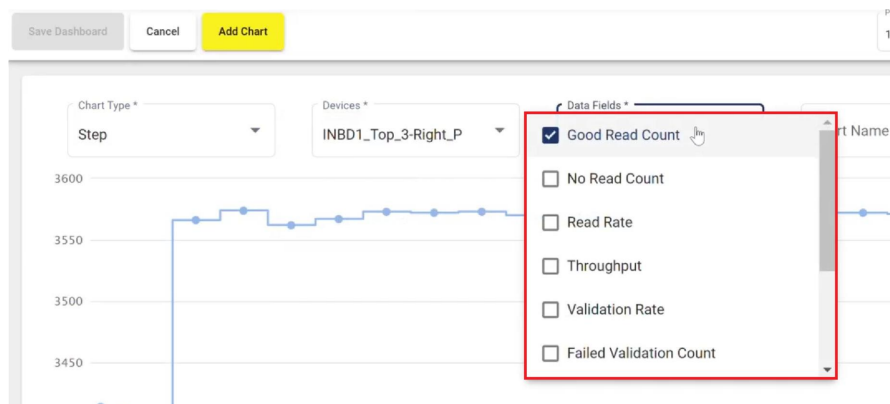 Save Dashboard
Cancel
Add Chart
Chart Type *
Step
Devices *
INBD1_Top_3-Right_P
Data Fields *
rt Name
Good Read Count
No Read Count
Read Rate
Throughput
Validation Rate
Failed Validation Count
3600
3550
3500
3450